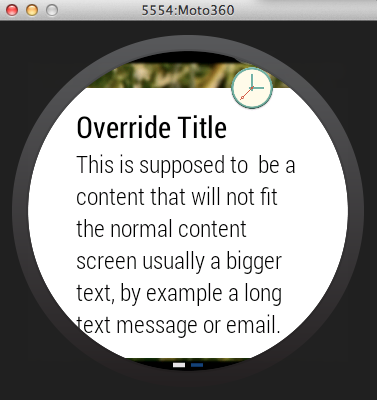 5554:Moto360
Override Title
This is supposed to  be a
content that will not fit
the normal content
screen usually a bigger
text, by example a long
text message or email.